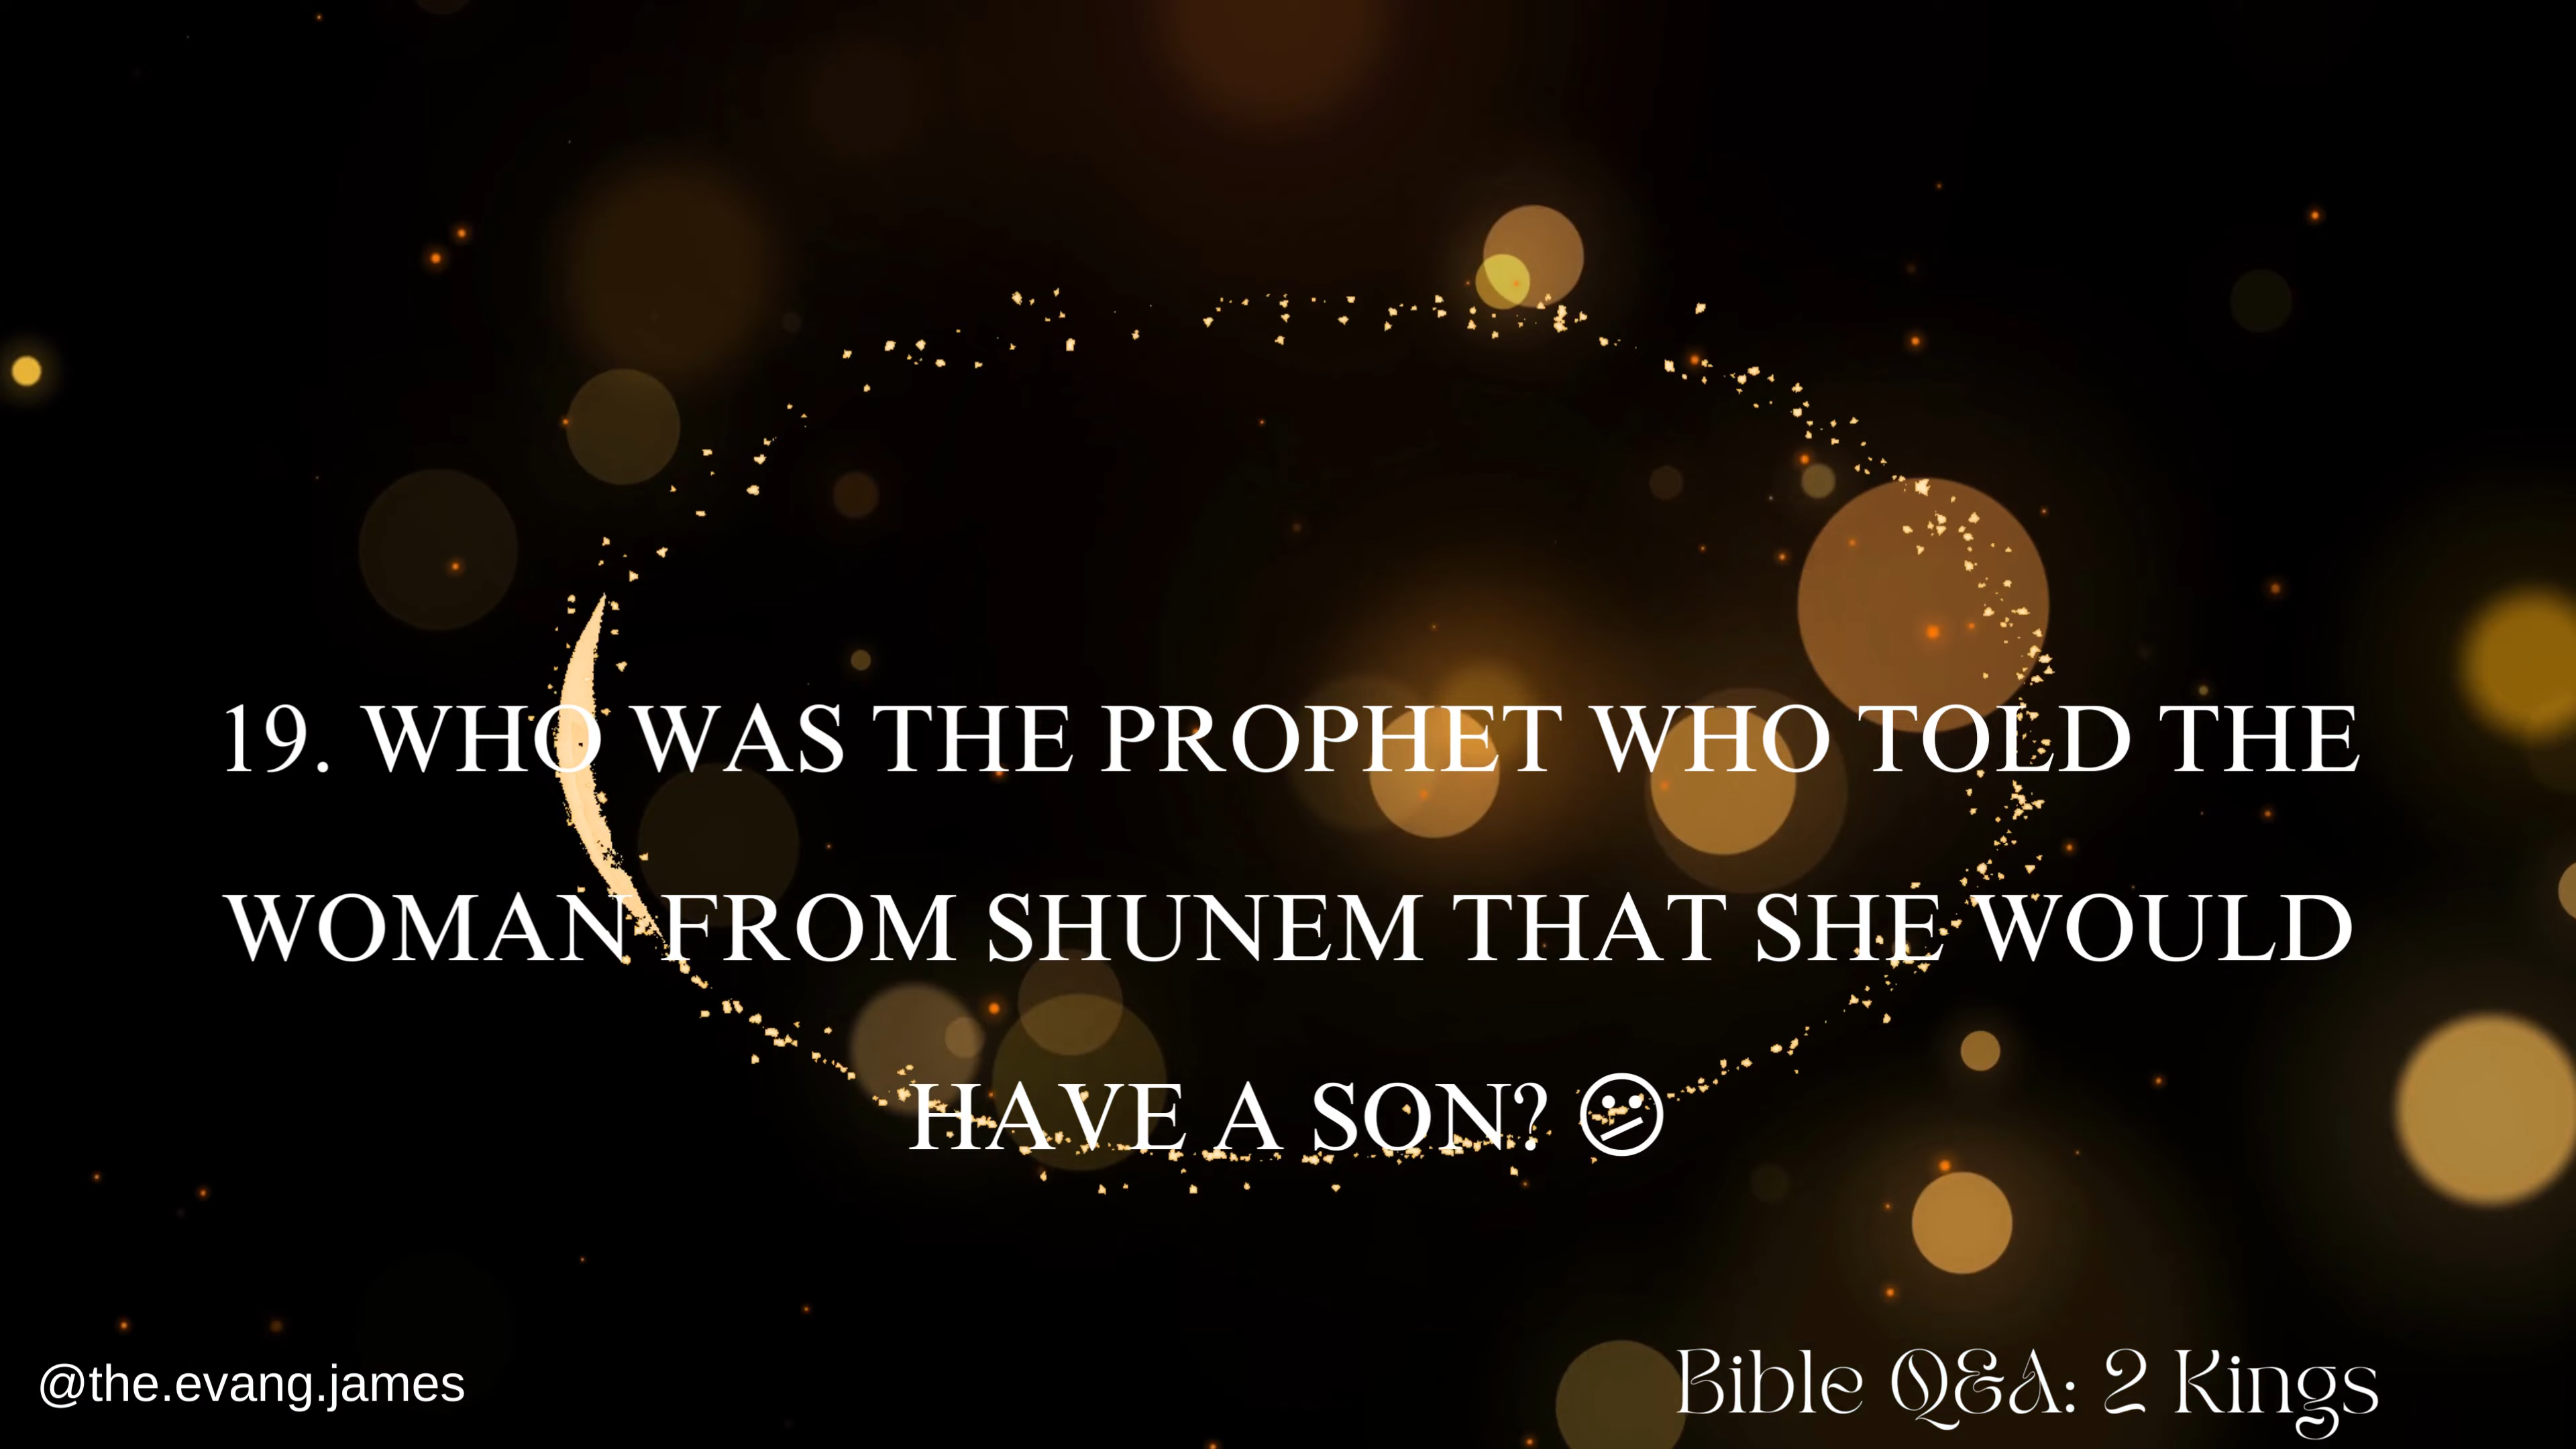 19. WHO WAS THE PROPHET WHO TOLD THE
WOMAN FROM SHUNEM THAT SHE WOULD
HAVE A SON? 🫤
@the.evang.james
Bible Q&A: 2 Kings